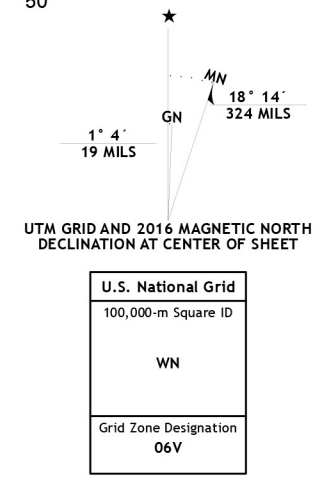 50
MN
18° 14´
324 MILS
GN
1° 4´
19 MILS
UTM GRID AND 2016 MAGNETIC NORTH
DECLINATION AT CENTER OF SHEET
U.S. National Grid
100,000-m Square ID
WN
Grid Zone Designation
06V